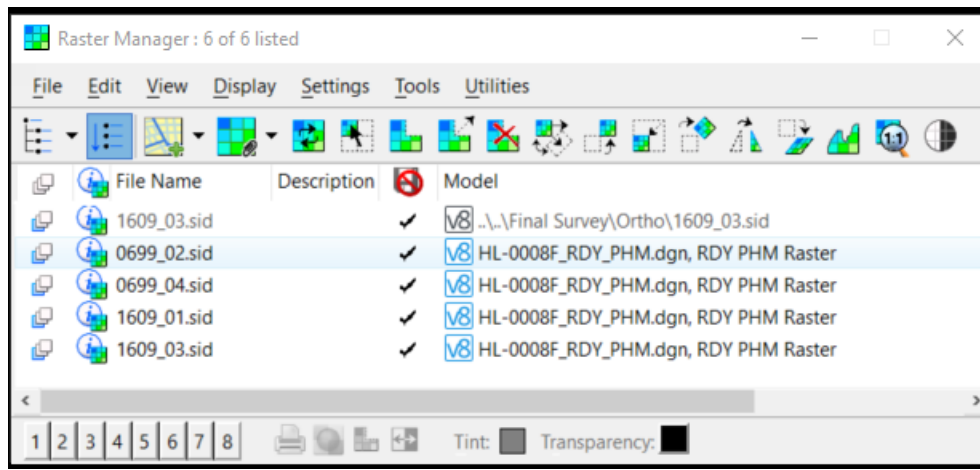 Raster Manager : 6 of 6 listed
File Edit View Display Settings Tools Utilities
1:1
File Name Description Model
1609_03.sid V8 ..\..\Final Survey\Ortho\1609_03.sid
0699_02.sid V8 HL-0008F_RDY_PHM.dgn, RDY PHM Raster
0699_04.sid V8 HL-0008F_RDY_PHM.dgn, RDY PHM Raster
1609_01.sid V8 HL-0008F_RDY_PHM.dgn, RDY PHM Raster
1609_03.sid V8 HL-0008F_RDY_PHM.dgn, RDY PHM Raster
1 2 3 4 5 6 7 8 Tint: Transparency: